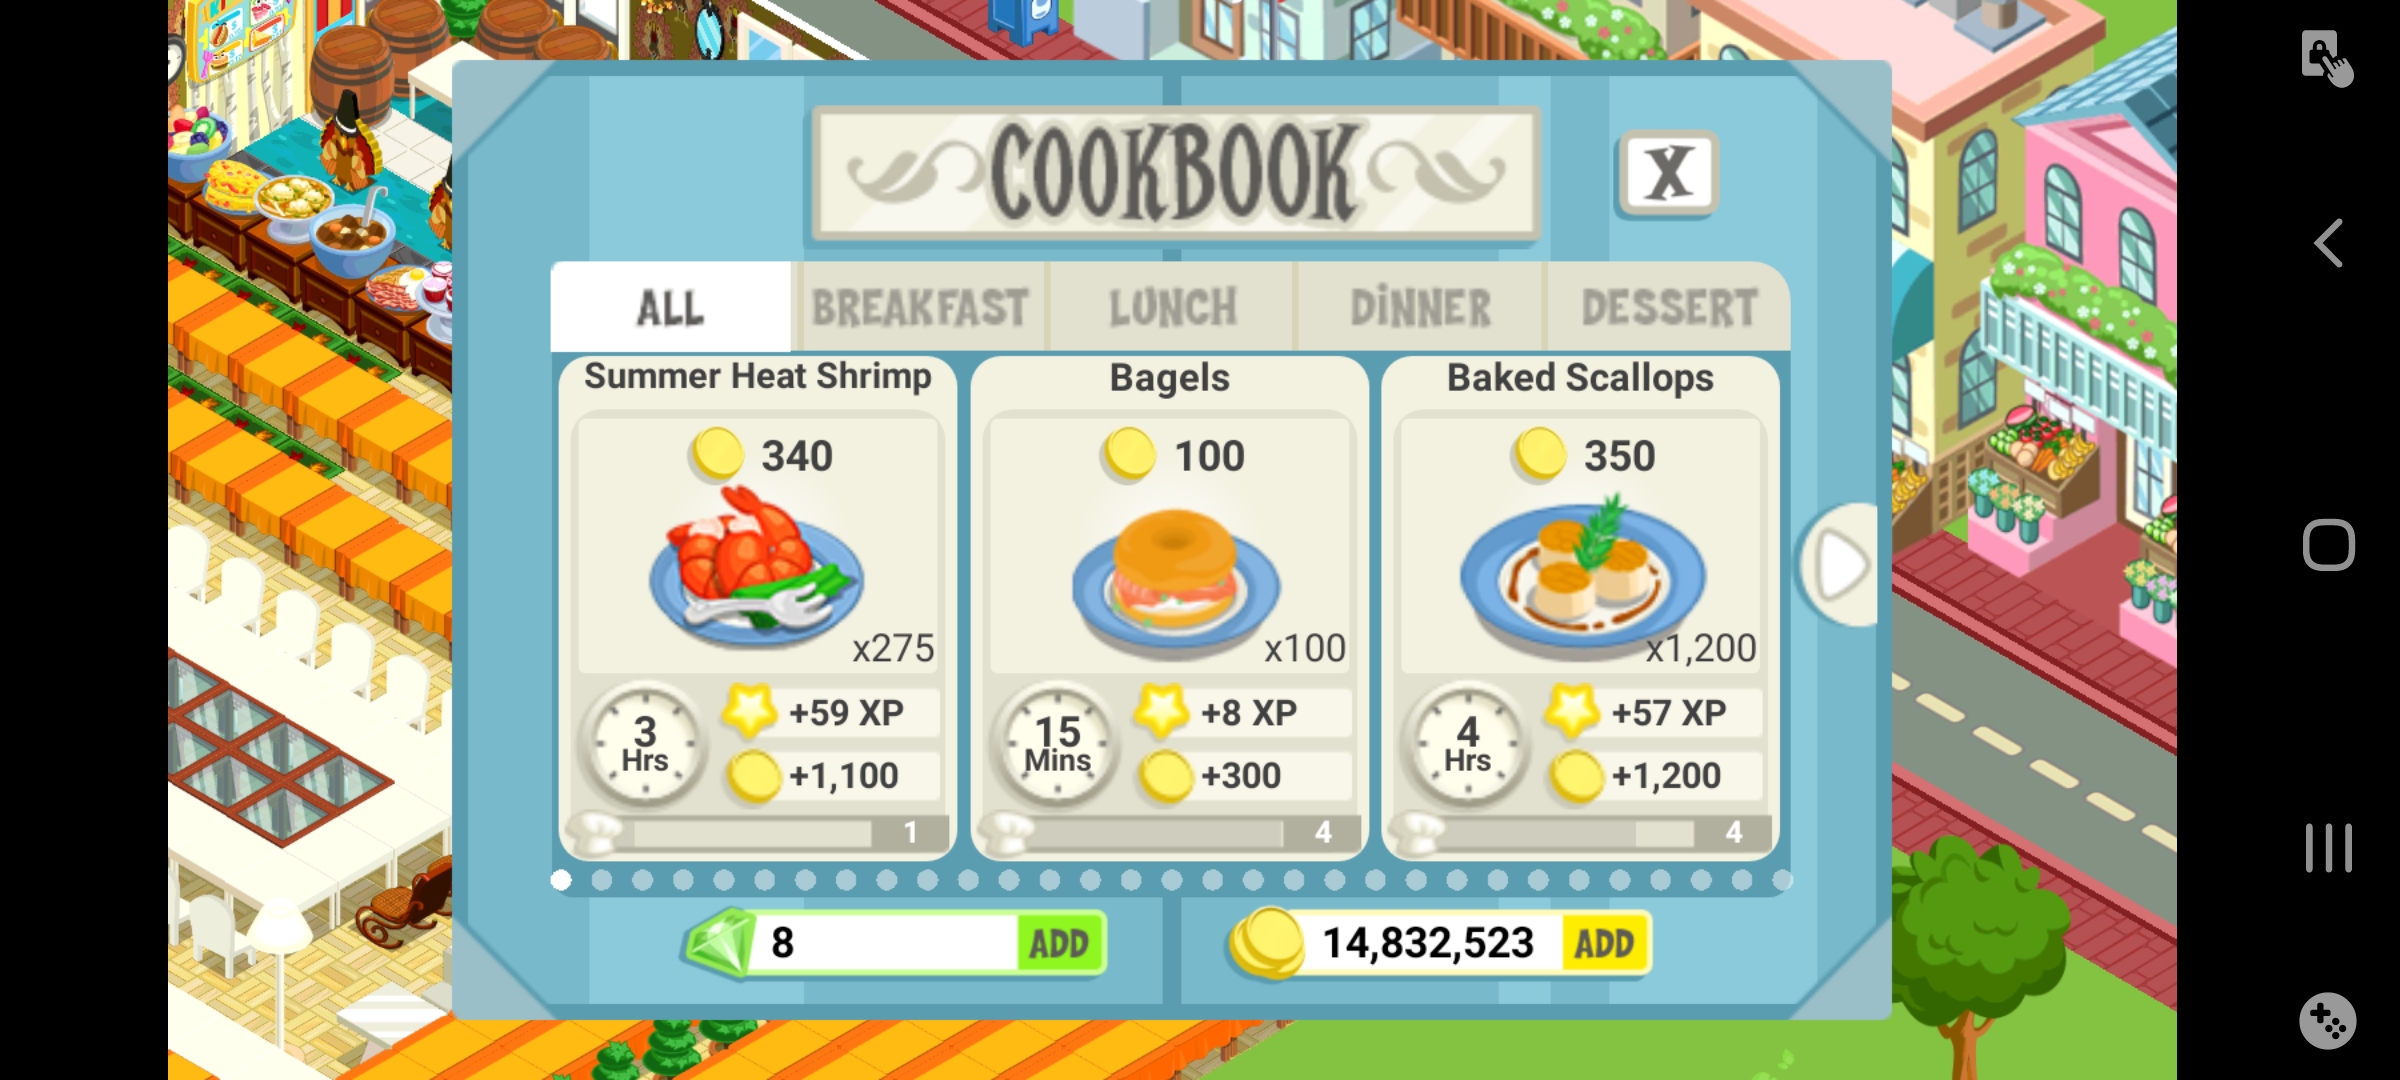 COOKBOOK
X
ALL BREAKFAST LUNCH DINNER DESSERT
Summer Heat Shrimp
340
x275
3 Hrs
+59 XP
+1,100
1
Bagels
100
x100
15 Mins
+8 XP
+300
4
Baked Scallops
350
x1,200
4 Hrs
+57 XP
+1,200
4
8 ADD
14,832,523 ADD